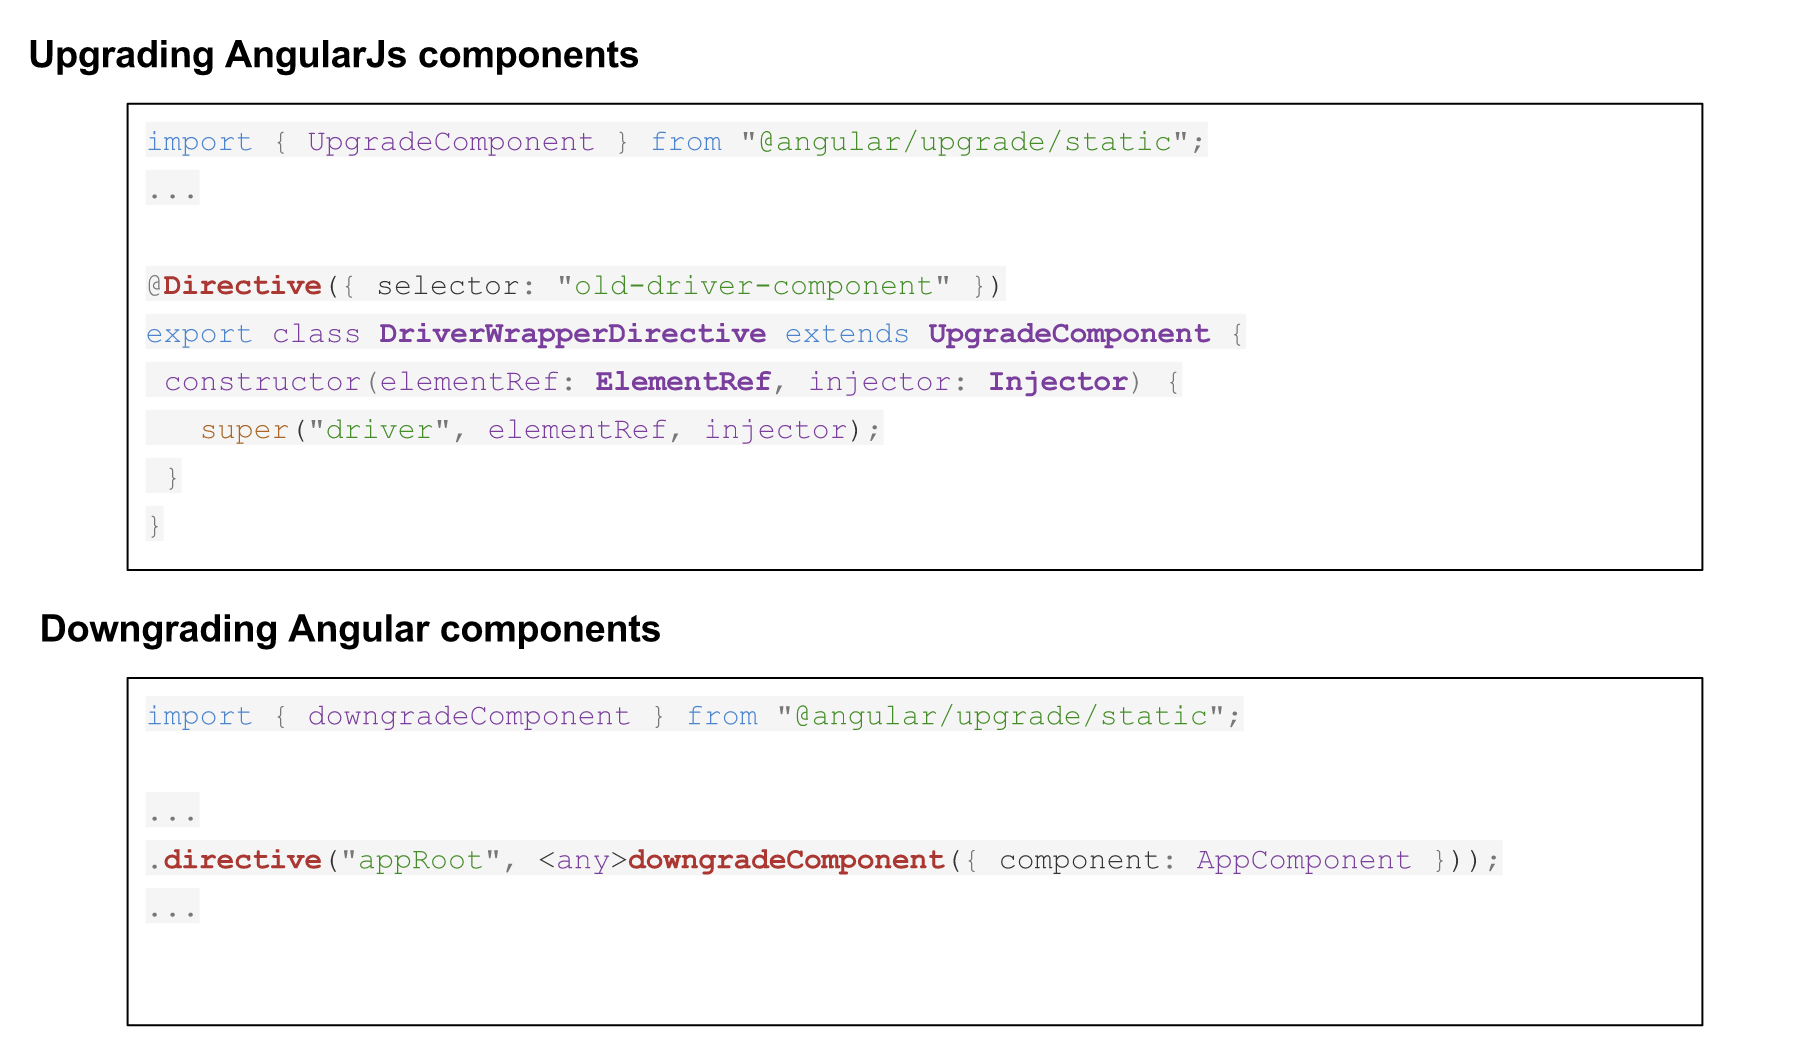 Upgrading AngularJs components
import { UpgradeComponent } from "@angular/upgrade/static";
...
@Directive({ selector: "old-driver-component" })
export class DriverWrapperDirective extends UpgradeComponent {
 constructor(elementRef: ElementRef, injector: Injector) {
   super("driver", elementRef, injector);
 }
}
Downgrading Angular components
import { downgradeComponent } from "@angular/upgrade/static";
...
.directive("appRoot", <any>downgradeComponent({ component: AppComponent }));
...